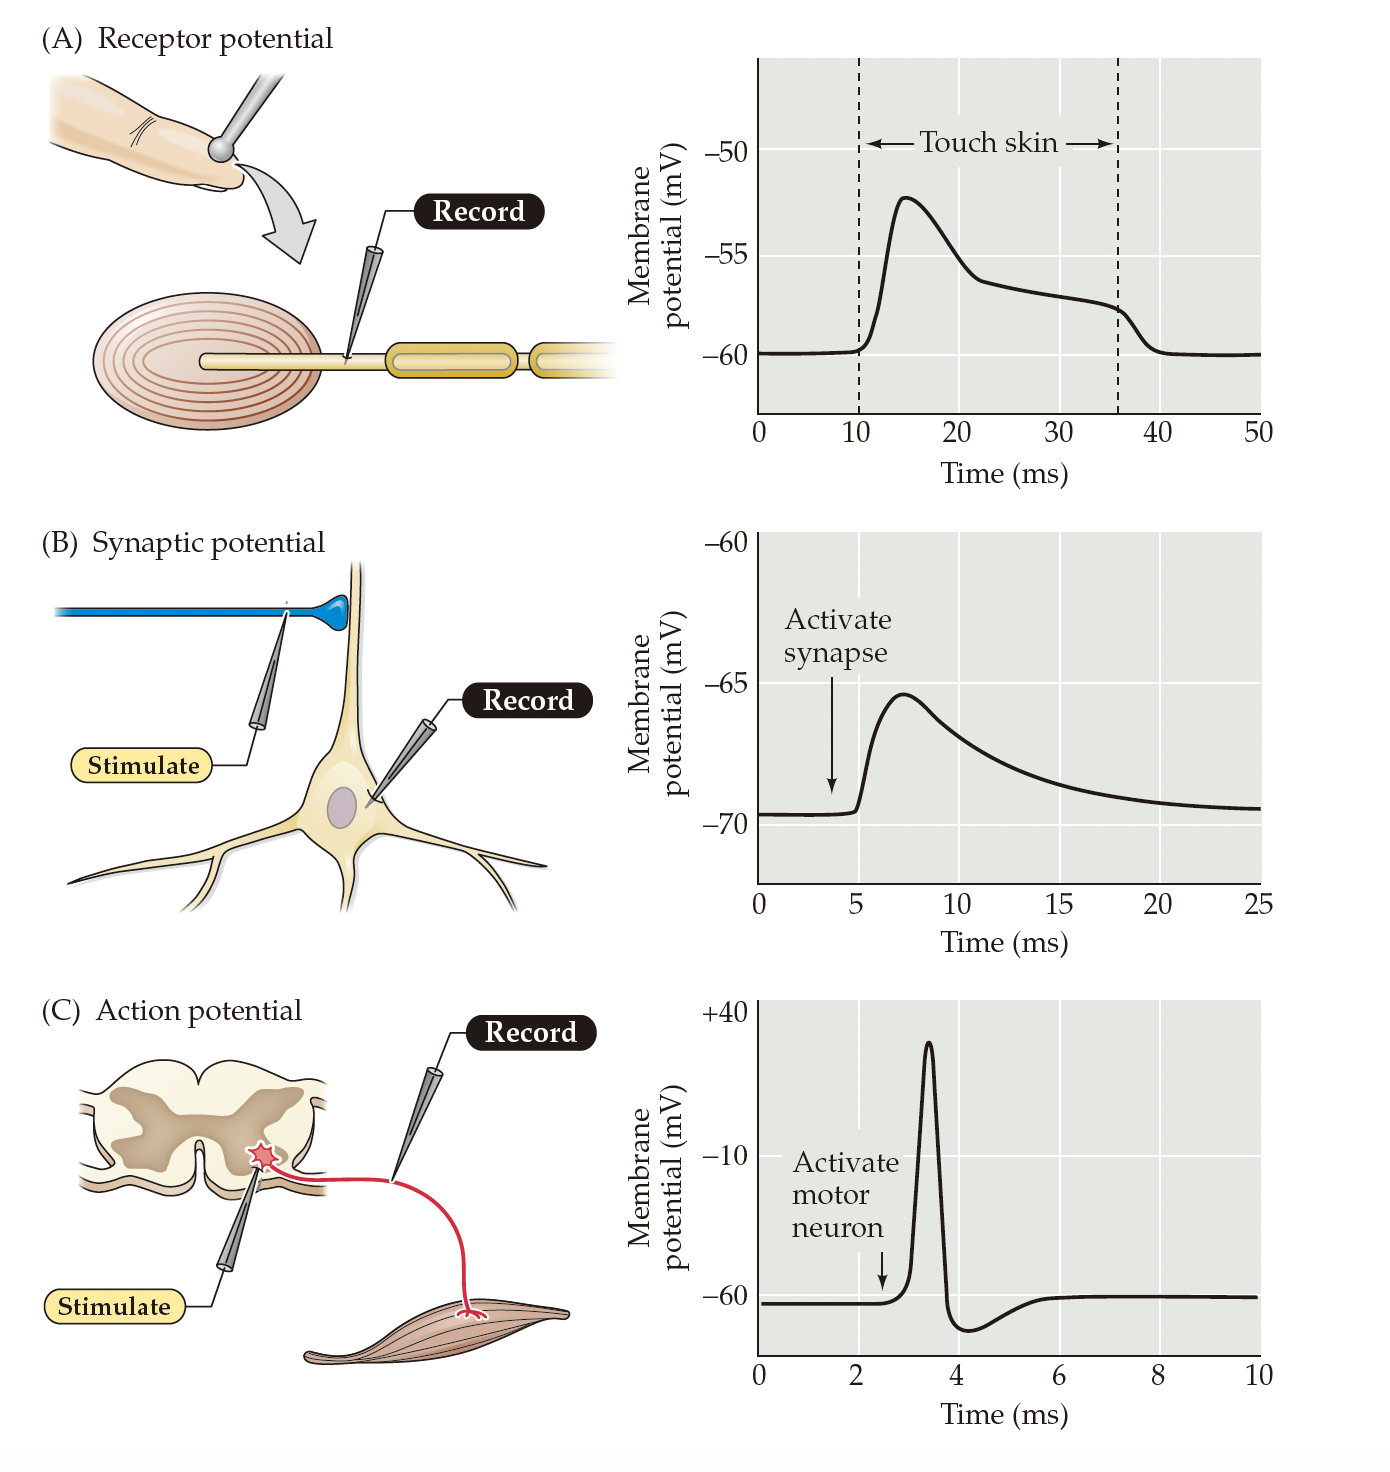 (A) Receptor potential
Record
Membrane
potential (mV)
–50
–55
–60
Touch skin
0 10 20 30 40 50
Time (ms)
(B) Synaptic potential
Stimulate
Record
Membrane
potential (mV)
–60
–65
–70
Activate
synapse
0 5 10 15 20 25
Time (ms)
(C) Action potential
Record
Stimulate
Membrane
potential (mV)
+40
–10
–60
Activate
motor
neuron
0 2 4 6 8 10
Time (ms)